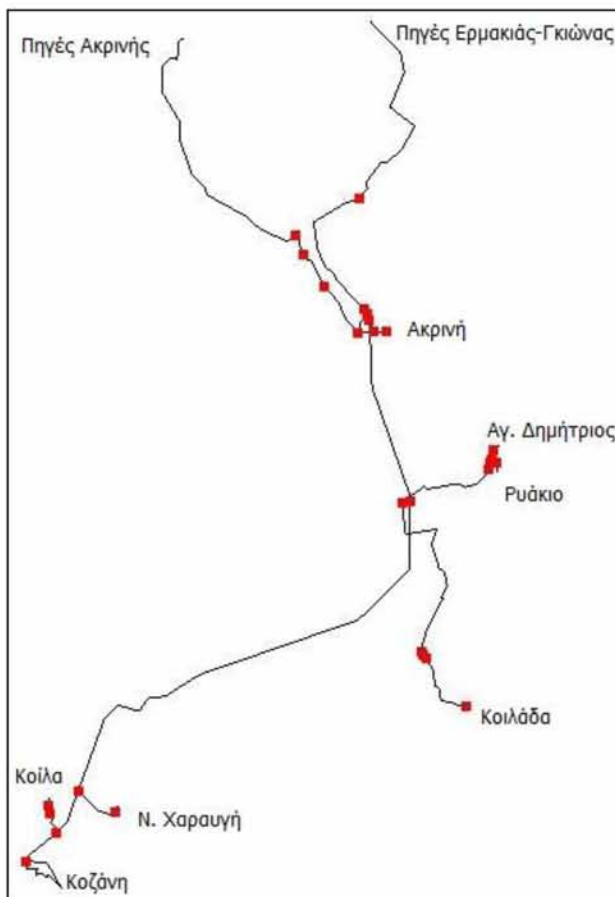 Πηγές Ακρινής
Πηγές Ερμακιάς-Γκιώνας
Ακρινή
Αγ. Δημήτριος
Ρυάκιο
Κοιλάδα
Κοίλα
Ν. Χαραυγή
Κοζάνη